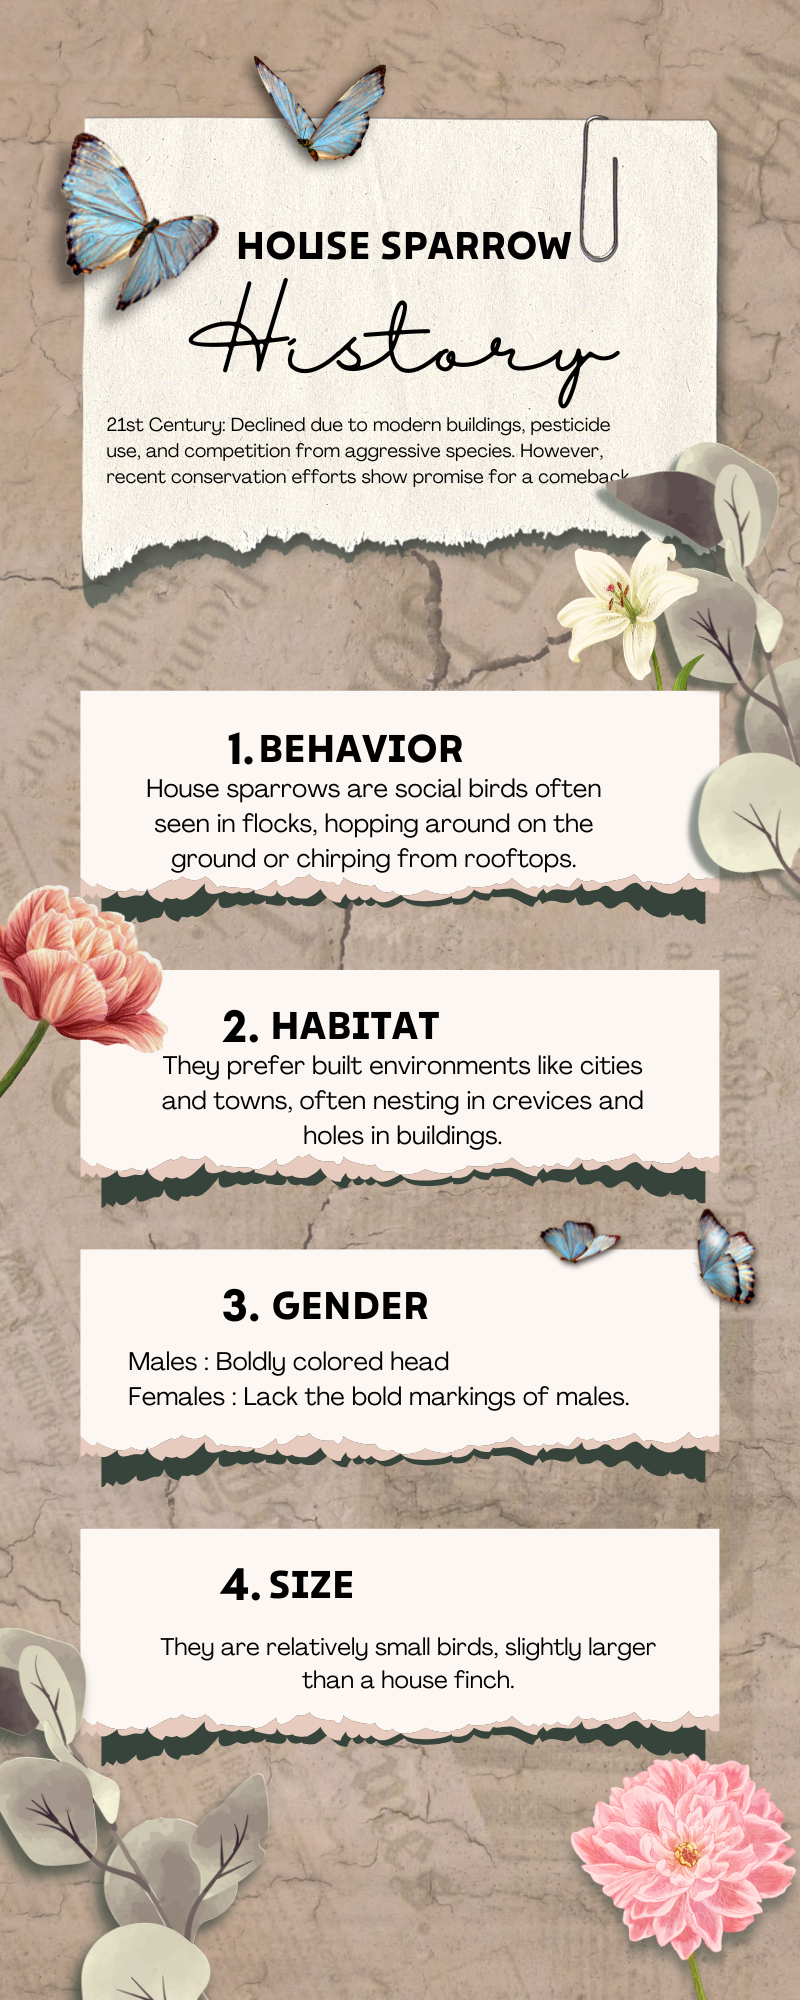 HOUSE SPARROW
History
21st Century: Declined due to modern buildings, pesticide
use, and competition from aggressive species. However,
recent conservation efforts show promise for a comeback
1. BEHAVIOR
House sparrows are social birds often
seen in flocks, hopping around on the
ground or chirping from rooftops.
2. HABITAT
They prefer built environments like cities
and towns, often nesting in crevices and
holes in buildings.
3. GENDER
Males : Boldly colored head
Females : Lack the bold markings of males.
4. SIZE
They are relatively small birds, slightly larger
than a house finch.